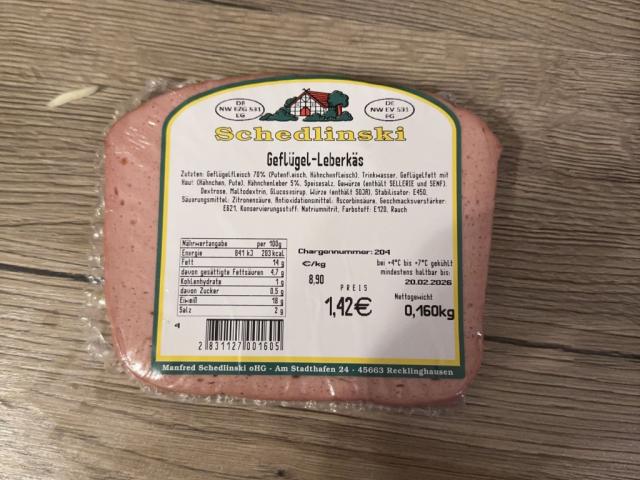 DE
NW EZG 531
EG
DE
NW EV 531
EG
Schedlinski
Geflügel-Leberkäs
Zutaten: Geflügelfleisch 70% (Putenfleisch, Hähnchenfleisch), Trinkwasser, Geflügelfett mit
Haut (Hähnchen, Pute), Hähnchenleber 5%, Speisesalz, Gewürze (enthält SELLERIE und SENF),
Dextrose, Maltodextrin, Glucosesirup, Würze (enthält SOJA), Stabilisator: E450,
Säuerungsmittel: Zitronensäure, Antioxidationsmittel: Ascorbinsäure, Geschmacksverstärker:
E621, Konservierungsstoff: Natriumnitrit, Farbstoff: E120, Rauch
Nährwertangabe per 100g
Energie 841 kJ 203 kcal
Fett 14 g
davon gesättigte Fettsäuren 4,7 g
Kohlenhydrate 1 g
davon Zucker 0.5 g
Eiweiß 18 g
Salz 2 g
Chargennummer: 204
€/kg
8,90
PREIS
1,42€
bei +4°C bis +7°C gekühlt
mindestens haltbar bis:
20.02.2026
Nettogewicht
0,160kg
2 831127 001605
Manfred Schedlinski oHG - Am Stadthafen 24 - 45663 Recklinghausen